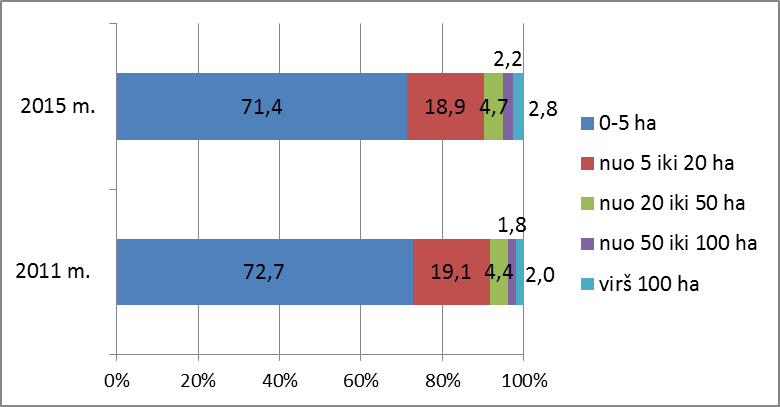 2,2
2015 m.
71,4
18,9
4,7
2,8
1,8
2011 m.
72,7
19,1
4,4
2,0
0%
20%
40%
60%
80%
100%
0-5 ha
nuo 5 iki 20 ha
nuo 20 iki 50 ha
nuo 50 iki 100 ha
virš 100 ha